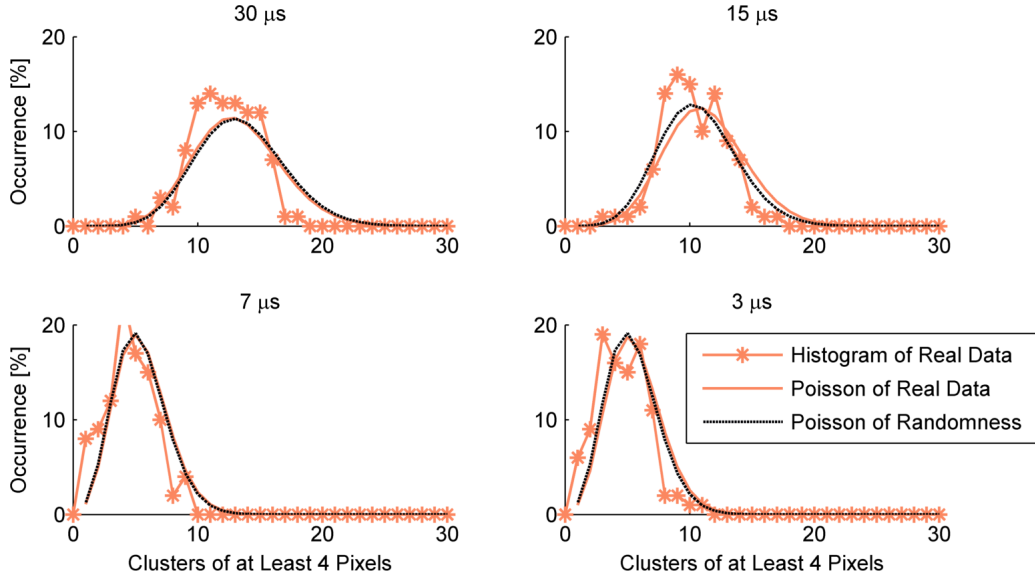 30 μs
15 μs
Occurrence [%]
20
10
0
0 10 20 30
20
10
0
0 10 20 30
7 μs
3 μs
Occurrence [%]
20
10
0
0 10 20 30
Clusters of at Least 4 Pixels
20
10
0
0 10 20 30
Clusters of at Least 4 Pixels
Histogram of Real Data
Poisson of Real Data
Poisson of Randomness